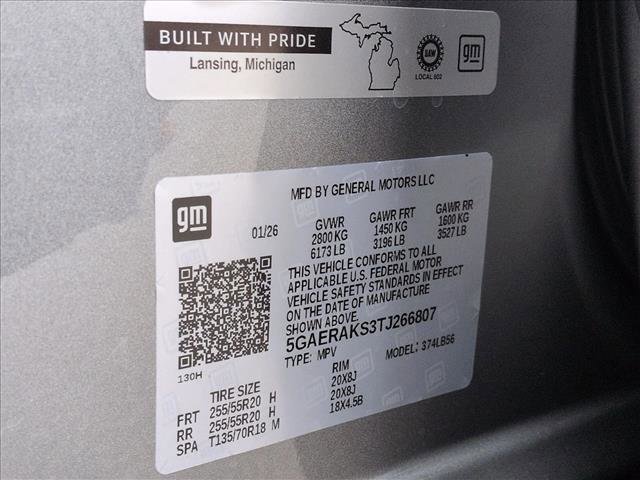 BUILT WITH PRIDE
Lansing, Michigan
UAW
LOCAL 602
gm
MFD BY GENERAL MOTORS LLC
gm
01/26
GVWR GAWR FRT GAWR RR
2800 KG 1450 KG 1600 KG
6173 LB 3196 LB 3527 LB
THIS VEHICLE CONFORMS TO ALL
APPLICABLE U.S. FEDERAL MOTOR
VEHICLE SAFETY STANDARDS IN EFFECT
ON THE DATE OF MANUFACTURE
5GAERAKS3TJ266807
TYPE: MPV MODEL: 374LB56
130H
TIRE SIZE RIM
FRT 255/55R20 H 20X8J
RR 255/55R20 H 20X8J
SPA T135/70R18 M 18X4.5B